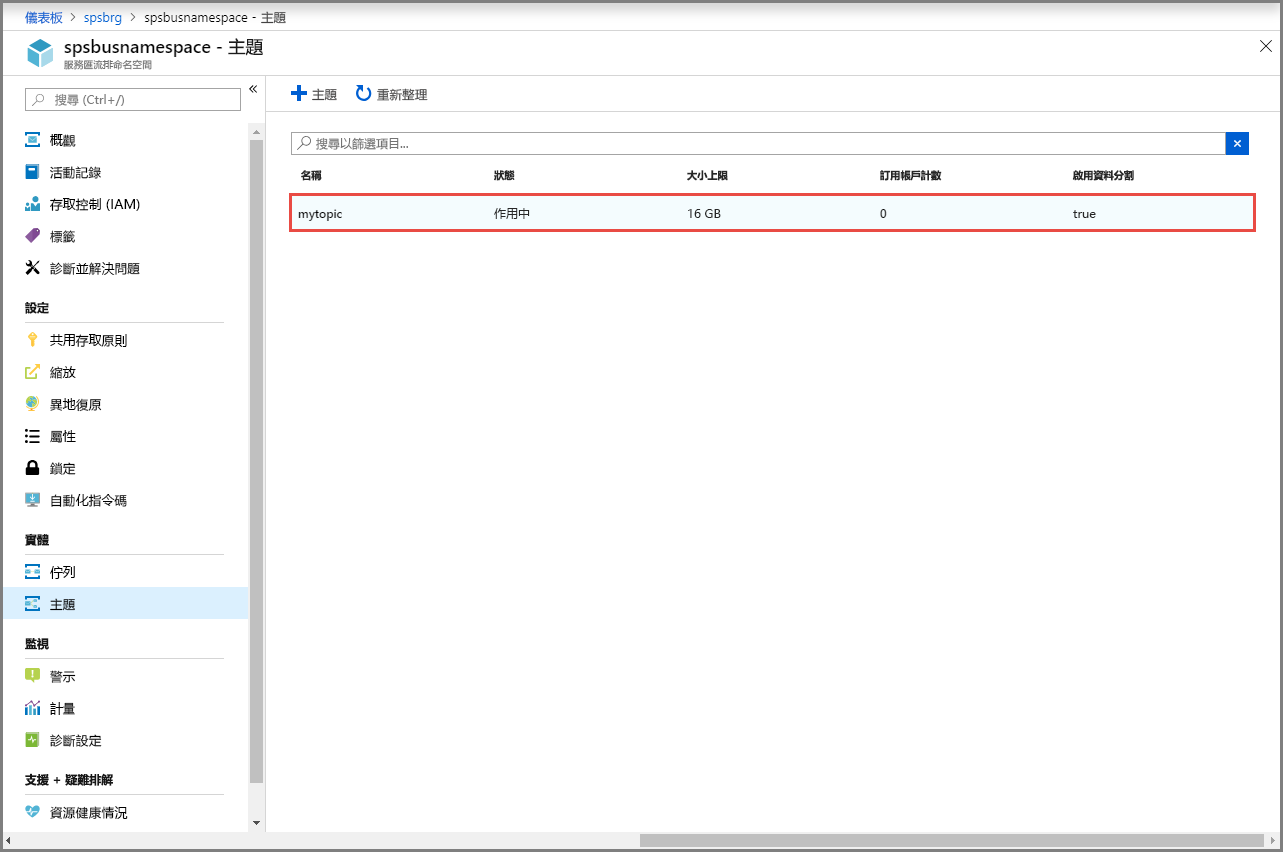 儀表板 > spsbrg > spsbusnamespace - 主題
spsbusnamespace - 主題
服務匯流排命名空間
搜尋 (Ctrl+/)
概觀
活動記錄
存取控制 (IAM)
標籤
診斷並解決問題
設定
共用存取原則
縮放
異地復原
屬性
鎖定
自動化指令碼
實體
佇列
主題
監視
警示
計量
診斷設定
支援 + 疑難排解
資源健康情況
主題 重新整理
搜尋以篩選項目...
名稱 狀態 大小上限 訂用帳戶計數 啟用資料分割
mytopic 作用中 16 GB 0 true